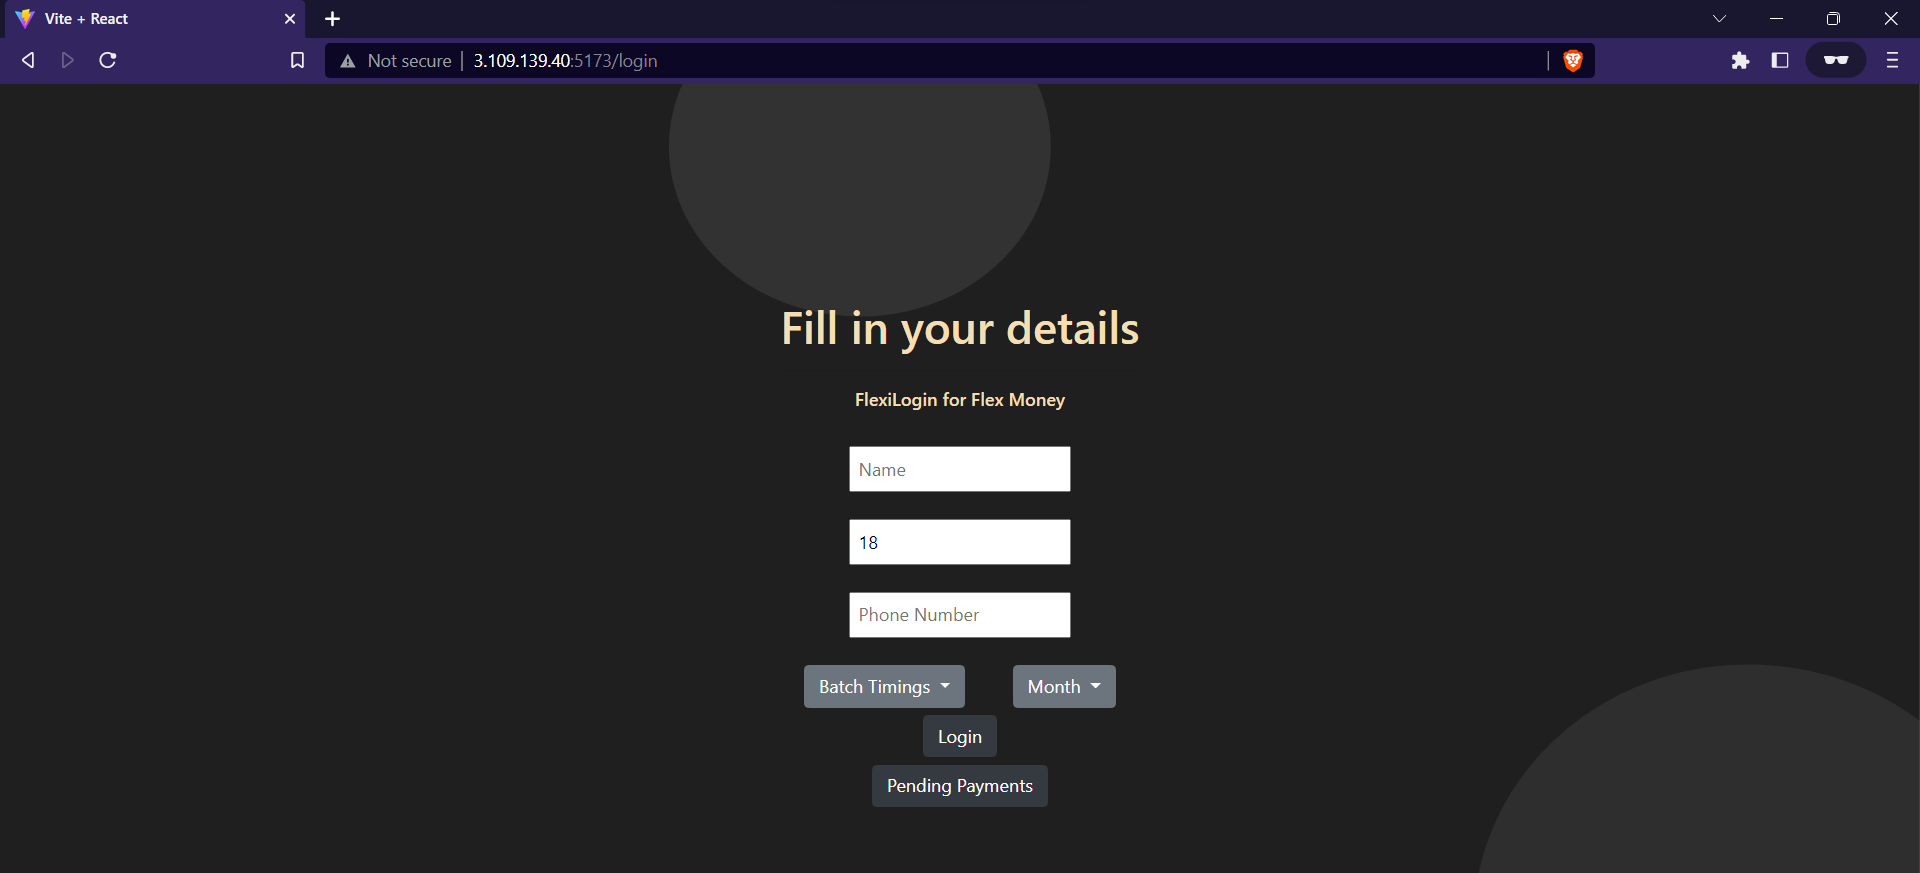 Vite + React
Not secure
3.109.139.40:5173/login
Fill in your details
FlexiLogin for Flex Money
Name
18
Phone Number
Batch Timings
Month
Login
Pending Payments